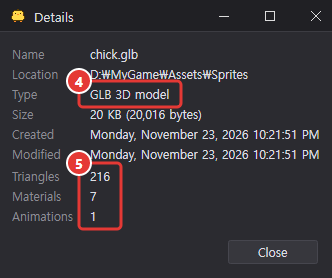 Details
Name chick.glb
Location D:₩MyGame₩Assets₩Sprites
4
Type GLB 3D model
Size 20 KB (20,016 bytes)
Created Monday, November 23, 2026 10:21:51 PM
Modified Monday, November 23, 2026 10:21:51 PM
5
Triangles 216
Materials 7
Animations 1
Close